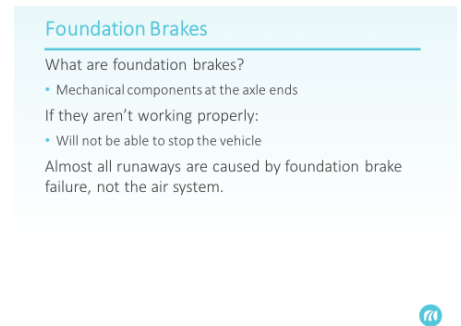 Foundation Brakes
What are foundation brakes?
• Mechanical components at the axle ends
If they aren't working properly:
• Will not be able to stop the vehicle
Almost all runaways are caused by foundation brake
failure, not the air system.